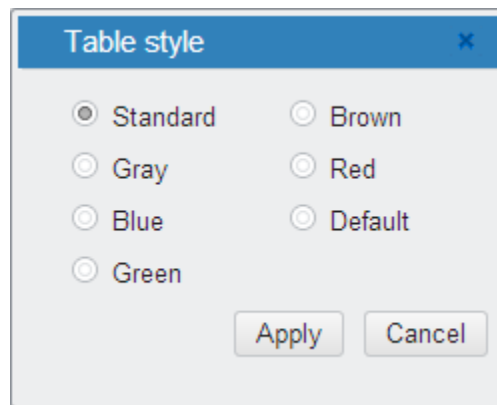 Table style
Standard
Brown
Gray
Red
Blue
Default
Green
Apply
Cancel